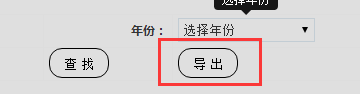 选择年份
年份： 选择年份
查 找 导 出